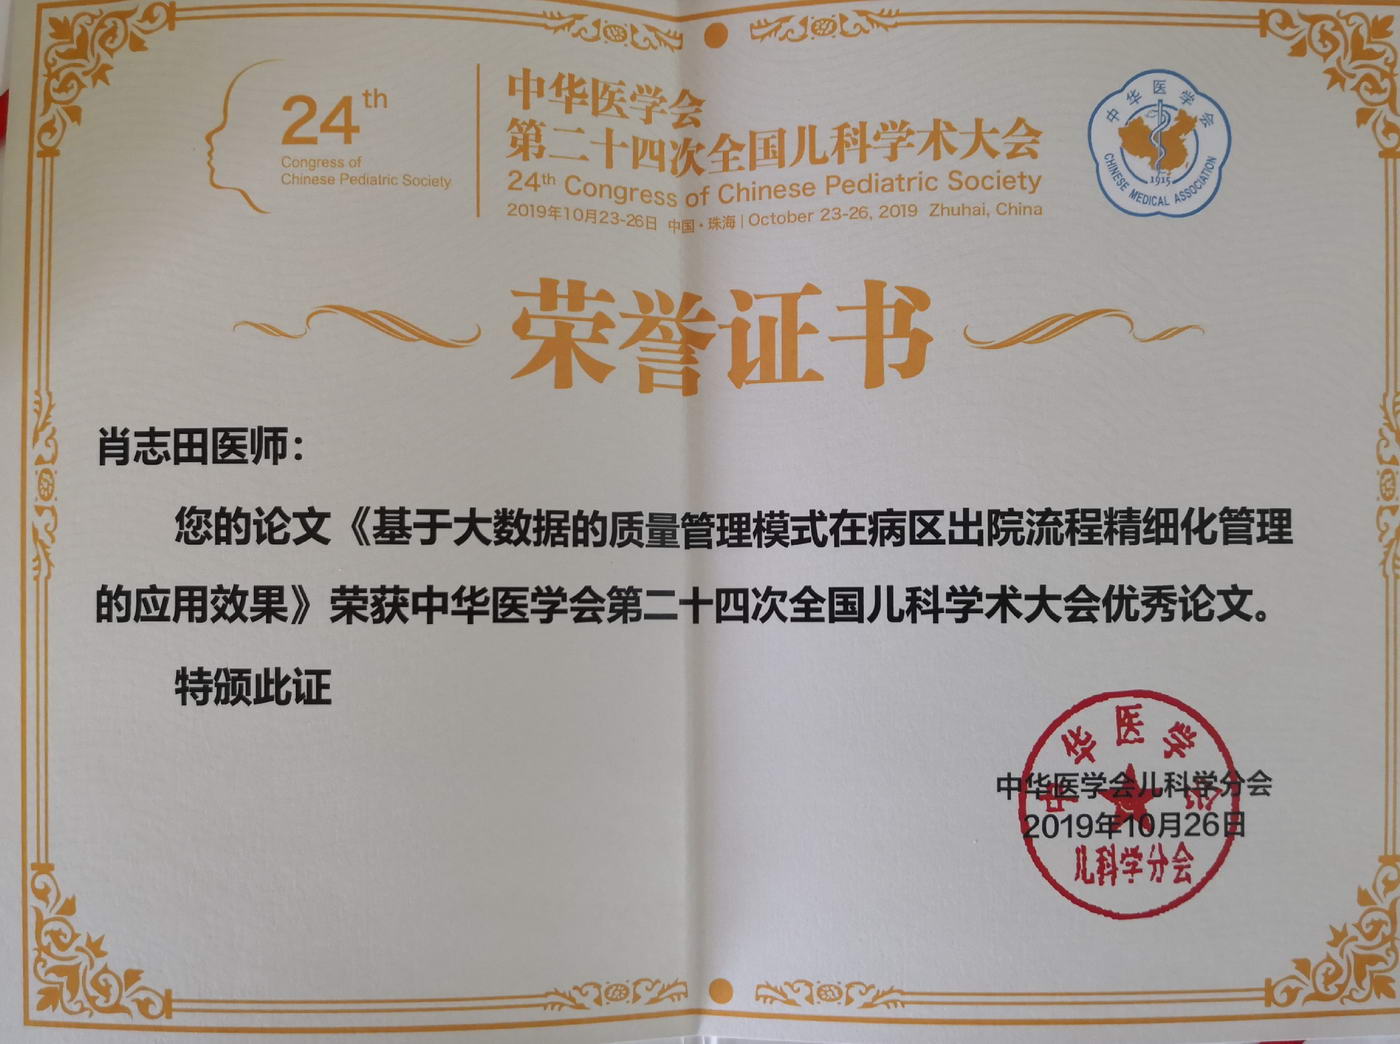 24th
Congress of
Chinese Pediatric Society
中华医学会
第二十四次全国儿科学术大会
24th Congress of Chinese Pediatric Society
2019年10月23-26日 中国·珠海 | October 23-26, 2019 Zhuhai, China
中华医学会
1915
CHINESE MEDICAL ASSOCIATION
荣誉证书
肖志田医师：
您的论文《基于大数据的质量管理模式在病区出院流程精细化管理
的应用效果》荣获中华医学会第二十四次全国儿科学术大会优秀论文。
特颁此证
中华医学会
中华医学会儿科学分会
2019年10月26日
儿科学分会